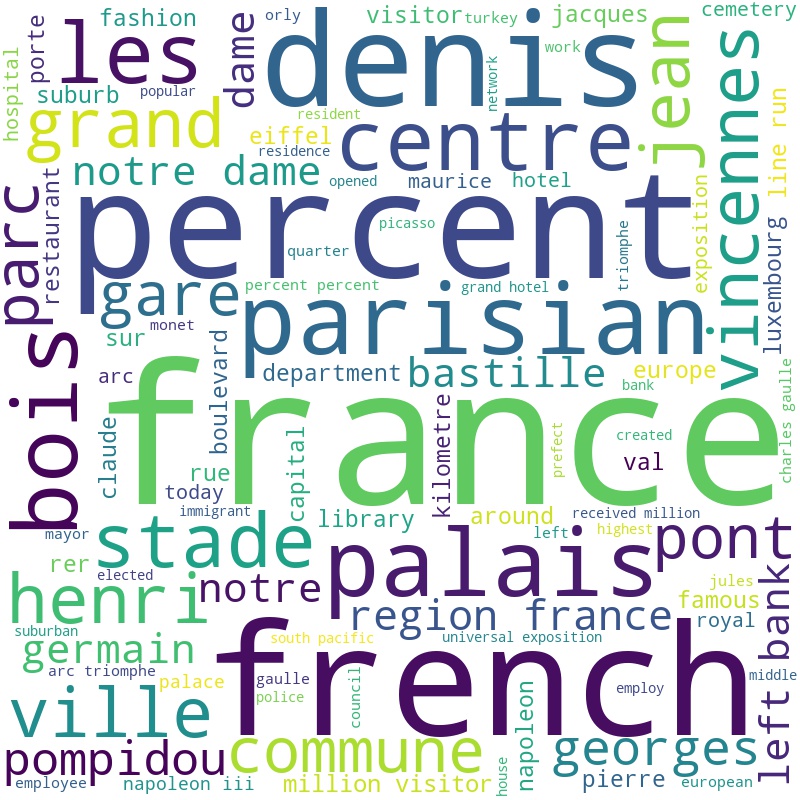 fashion
orly
visitor
turkey
jacques
cemetery
porte
les
dame
denis
work
network
jean
hospital
suburb
popular
grand
resident
eiffel
residence
centre
vincennes
line run
notre dame
opened
maurice
hotel
parc
restaurant
percent
picasso
quarter
triomphe
exposition
luxembourg
gare
percent percent
grand hotel
monet
sur
parisian
bois
arc
boulevard
department
bastille
europe
bank
france
claude
rue
today
capital
kilometre
prefect
created
val
charles gaulle
immigrant
library
around
received million
highest
left
mayor
stade
rer
elected
notre
palais
pont
henri
jules
famous
royal
left bank
suburban
region france
germain
south pacific
universal exposition
arc triomphe
palace
gaulle
police
council
french
employ
middle
ville
napoleon
pompidou
commune
georges
employee
napoleon iii
million visitor
house
pierre
european